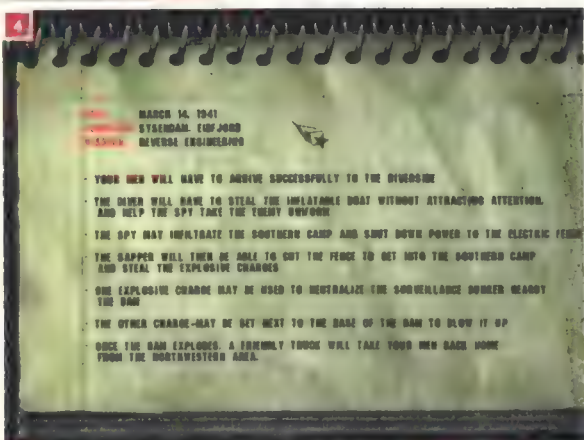 4
MARCH 14, 1941
SYSENDAM, EIDFJORD
REVERSE ENGINEERING
- YOUR MEN WILL HAVE TO ARRIVE SUCCESSFULLY TO THE RIVERSIDE
- THE DIVER WILL HAVE TO STEAL THE INFLATABLE BOAT WITHOUT ATTRACTING ATTENTION,
AND HELP THE SPY TAKE THE ENEMY UNIFORM
- THE SPY MAY INFILTRATE THE SOUTHERN CAMP AND SHUT DOWN POWER TO THE ELECTRIC FENCE
- THE SAPPER WILL THEN BE ABLE TO CUT THE FENCE TO GET INTO THE SOUTHERN CAMP
AND STEAL THE EXPLOSIVE CHARGES
- ONE EXPLOSIVE CHARGE MAY BE USED TO NEUTRALIZE THE SURVEILLANCE BUNKER NEARBY
THE DAM
- THE OTHER CHARGE MAY BE SET NEXT TO THE BASE OF THE DAM TO BLOW IT UP
- ONCE THE DAM EXPLODES, A FRIENDLY TRUCK WILL TAKE YOUR MEN BACK HOME
FROM THE NORTHWESTERN AREA.